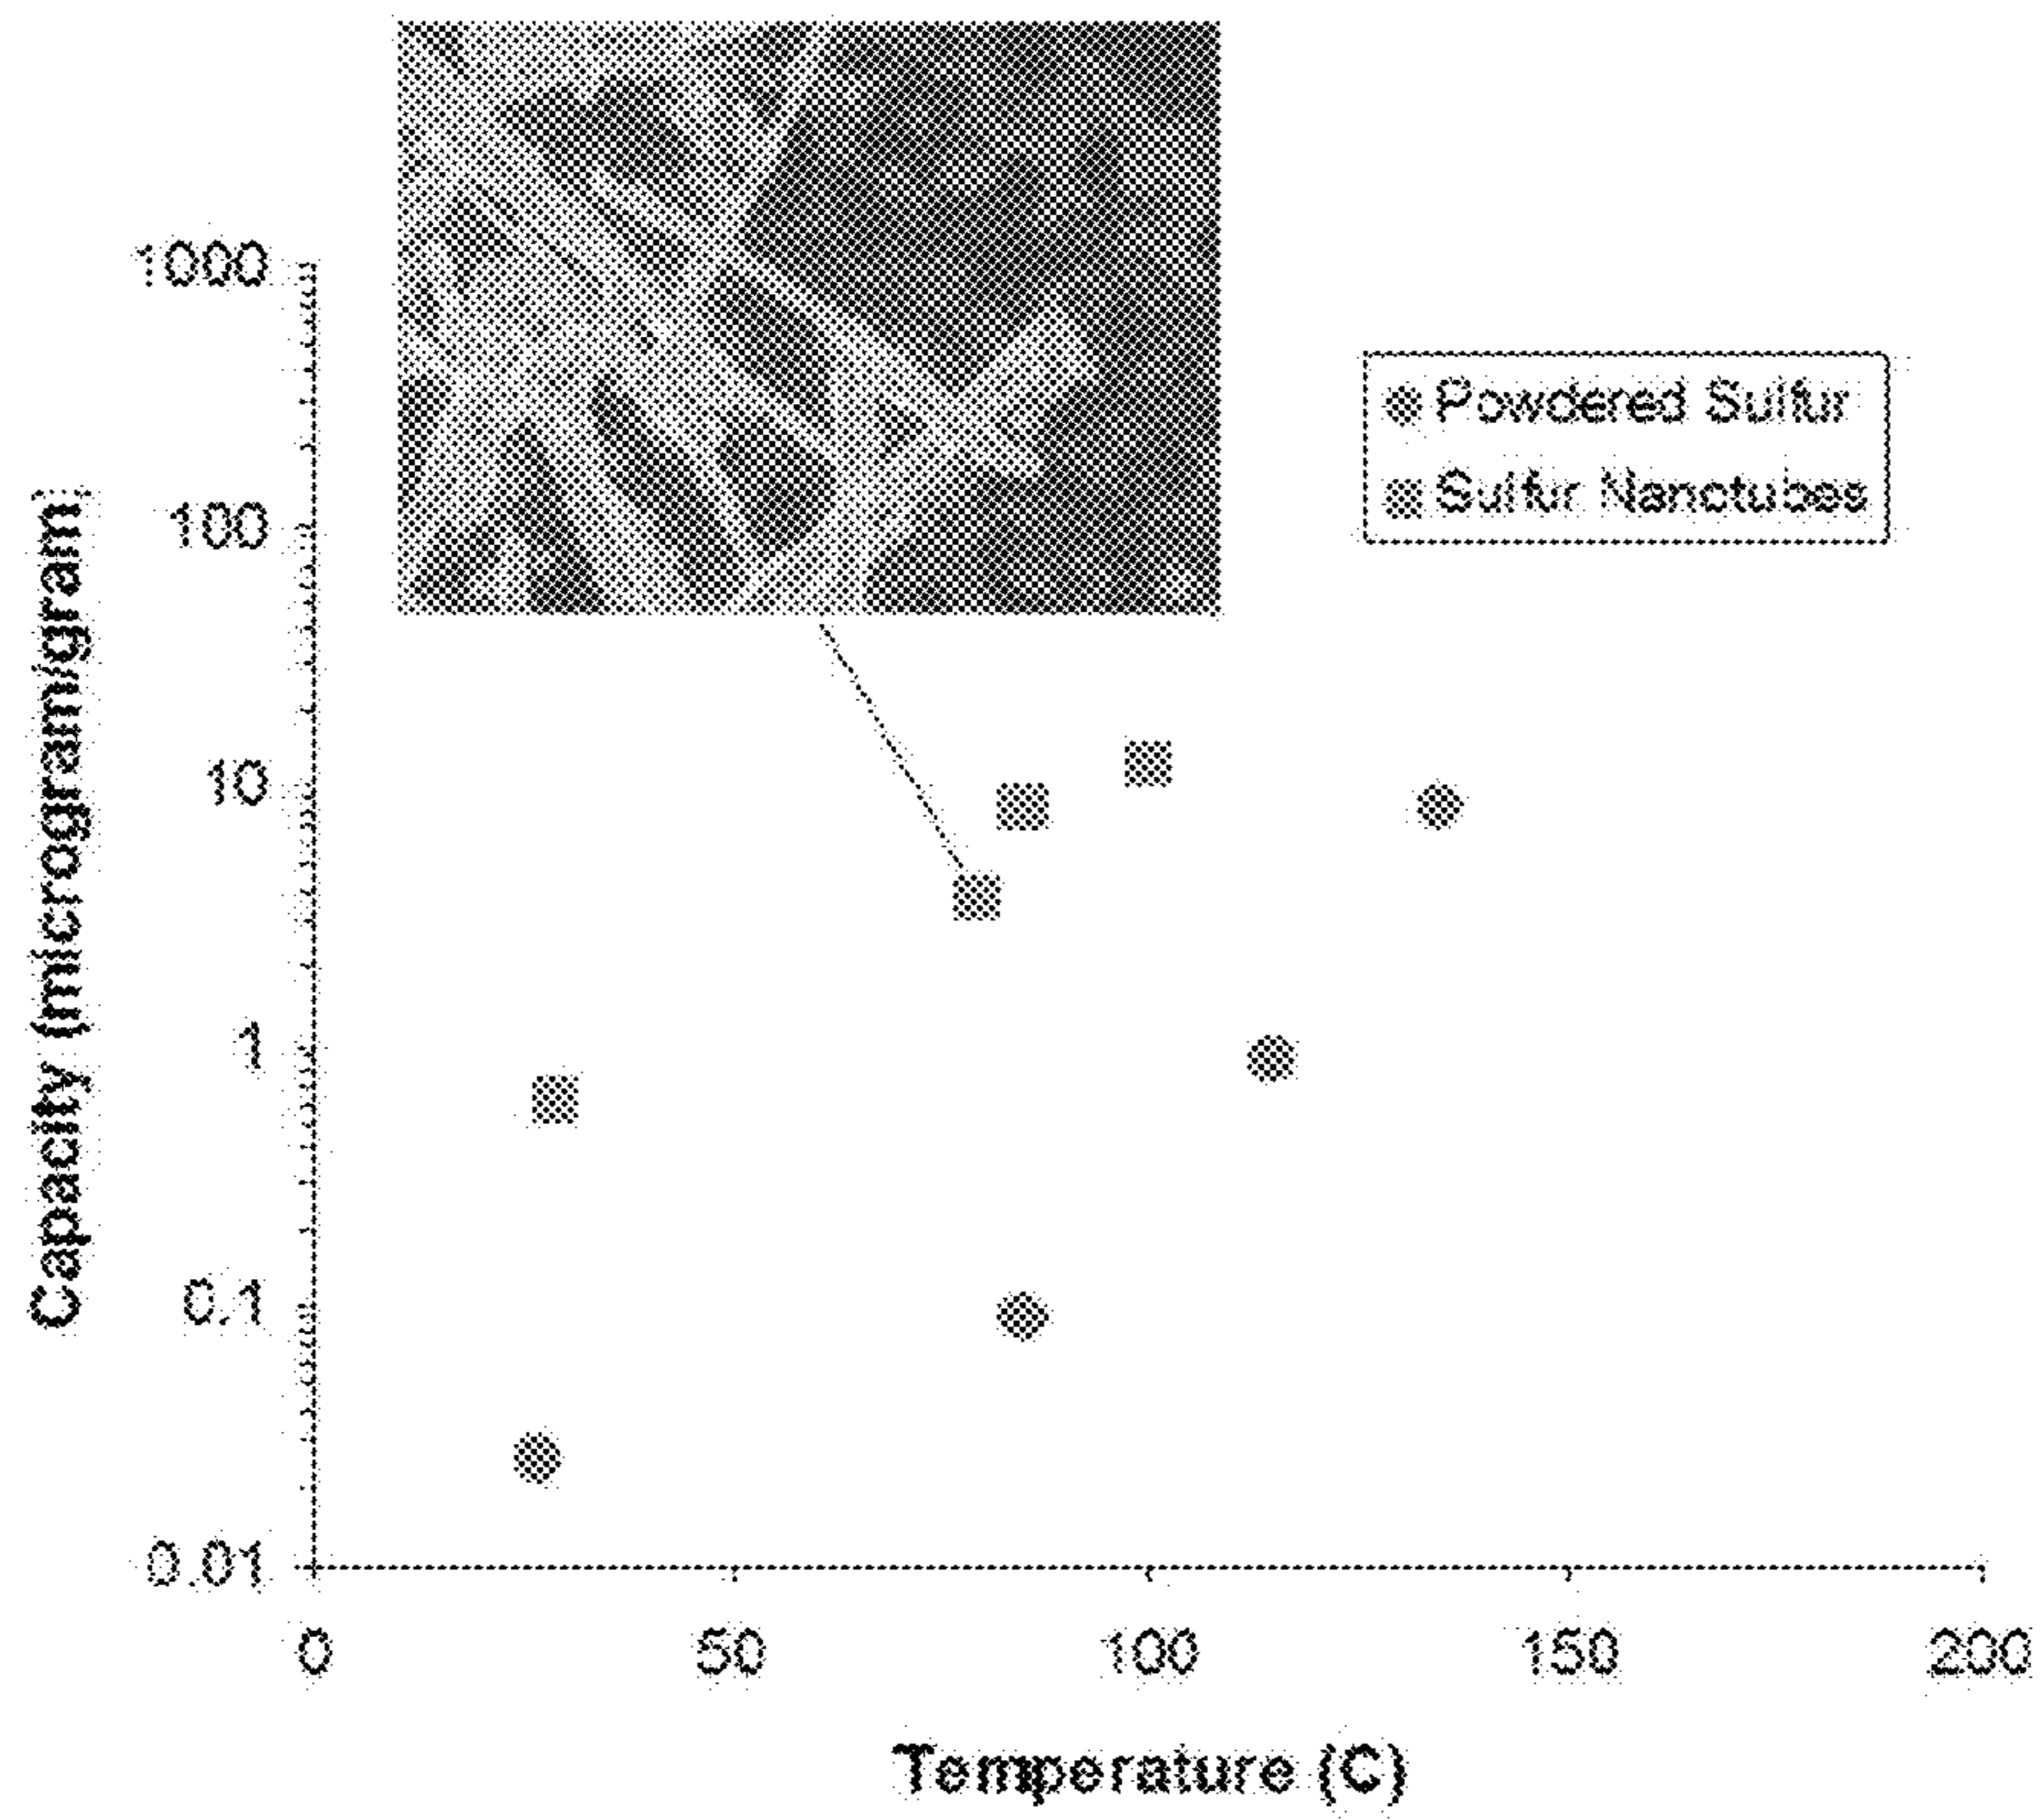 1000
100
10
1
0.1
0.01
Capacity (microgram/gram)
Powdered Sulfur
Sulfur Nanotubes
0 50 100 150 200
Temperature (C)